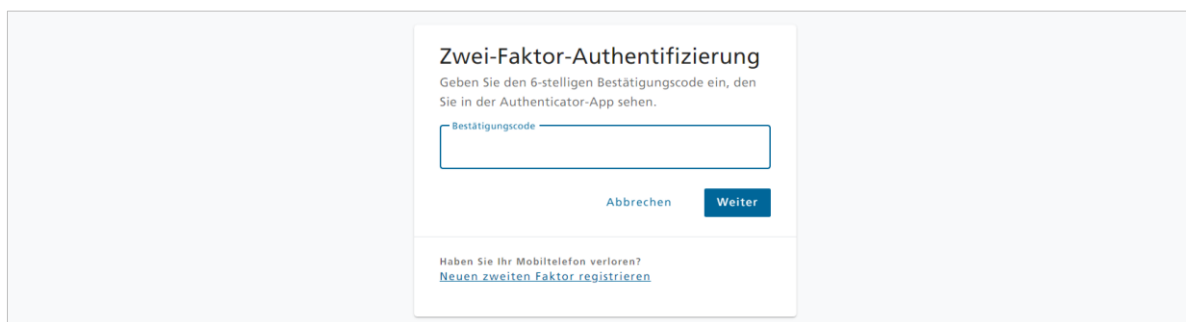 Zwei-Faktor-Authentifizierung
Geben Sie den 6-stelligen Bestätigungscode ein, den
Sie in der Authenticator-App sehen.
Bestätigungscode
Abbrechen Weiter
Haben Sie Ihr Mobiltelefon verloren?
Neuen zweiten Faktor registrieren